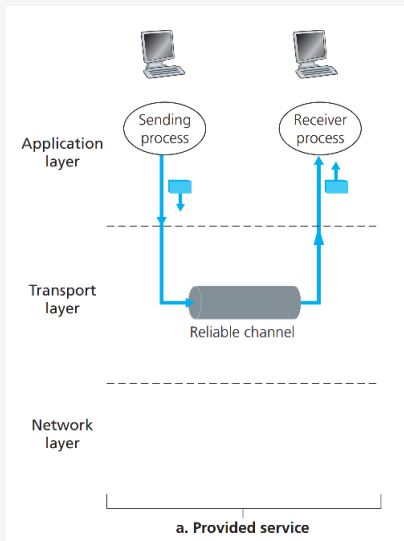 Sending
process
Receiver
process
Application
layer
Transport
layer
Reliable channel
Network
layer
a. Provided service